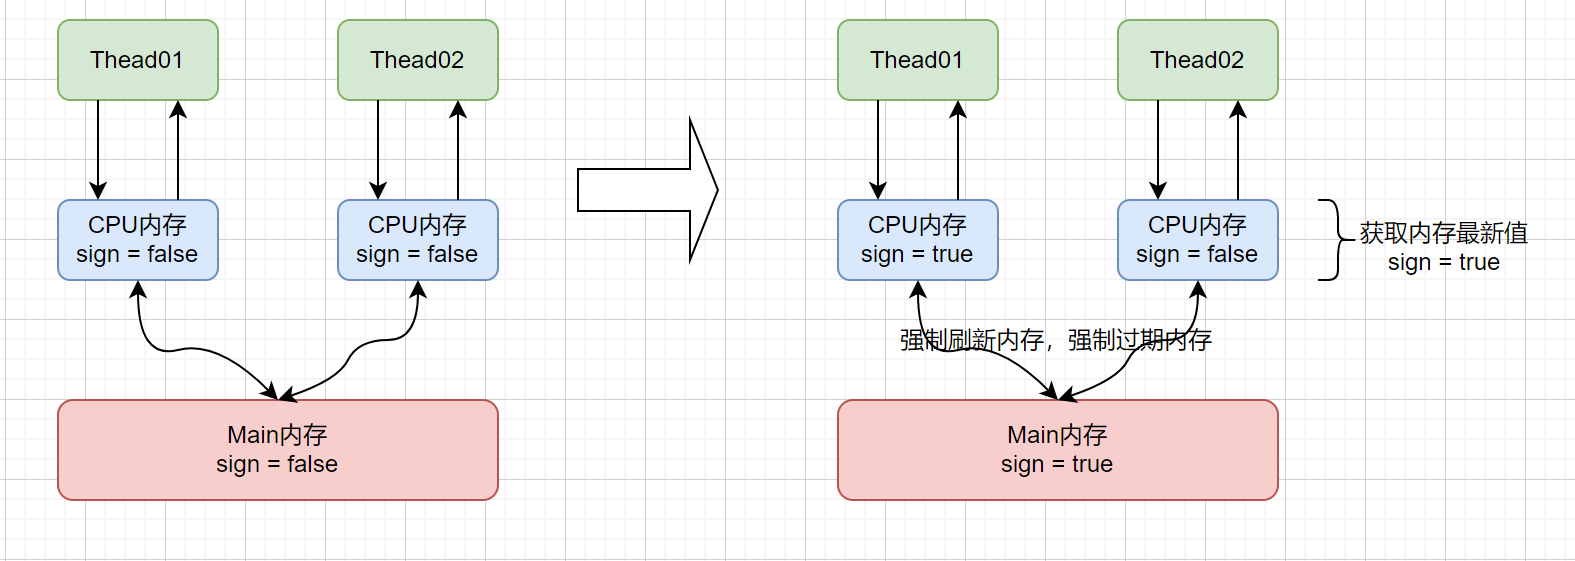 Thead01
Thead02
CPU内存
sign = false
CPU内存
sign = false
Main内存
sign = false
Thead01
Thead02
CPU内存
sign = true
CPU内存
sign = false
获取内存最新值
sign = true
强制刷新内存，强制过期内存
Main内存
sign = true